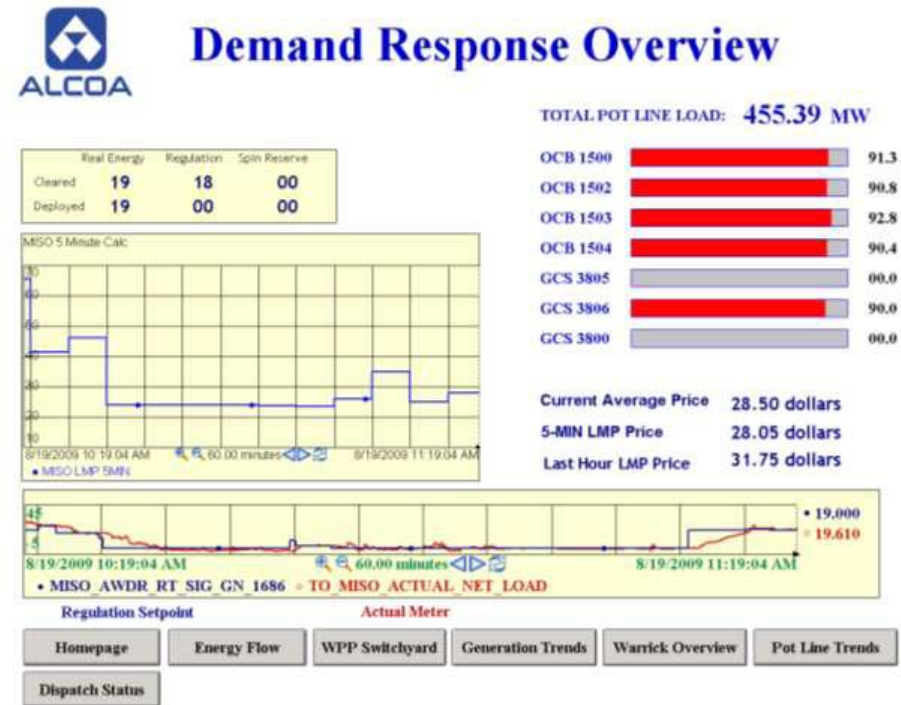 ALCOA
Demand Response Overview
TOTAL POT LINE LOAD: 455.39 MW
Real Energy Regulation Spin Reserve
Cleared 19 18 00
Deployed 19 00 00
OCB 1500 91.3
OCB 1502 90.8
OCB 1503 92.8
OCB 1504 90.4
GCS 3805 00.0
GCS 3806 90.0
GCS 3800 00.0
MISO 5 Minute Calc
70
60
50
40
30
20
10
8/19/2009 10:19:04 AM 60.00 minutes 8/19/2009 11:19:04 AM
MISO LMP 5MIN
Current Average Price 28.50 dollars
5-MIN LMP Price 28.05 dollars
Last Hour LMP Price 31.75 dollars
45
-5
19.000
19.610
8/19/2009 10:19:04 AM 60.00 minutes 8/19/2009 11:19:04 AM
MISO_AWDR_RT_SIG_GN_1686 TO_MISO_ACTUAL_NET_LOAD
Regulation Setpoint Actual Meter
Homepage Energy Flow WPP Switchyard Generation Trends Warrick Overview Pot Line Trends
Dispatch Status